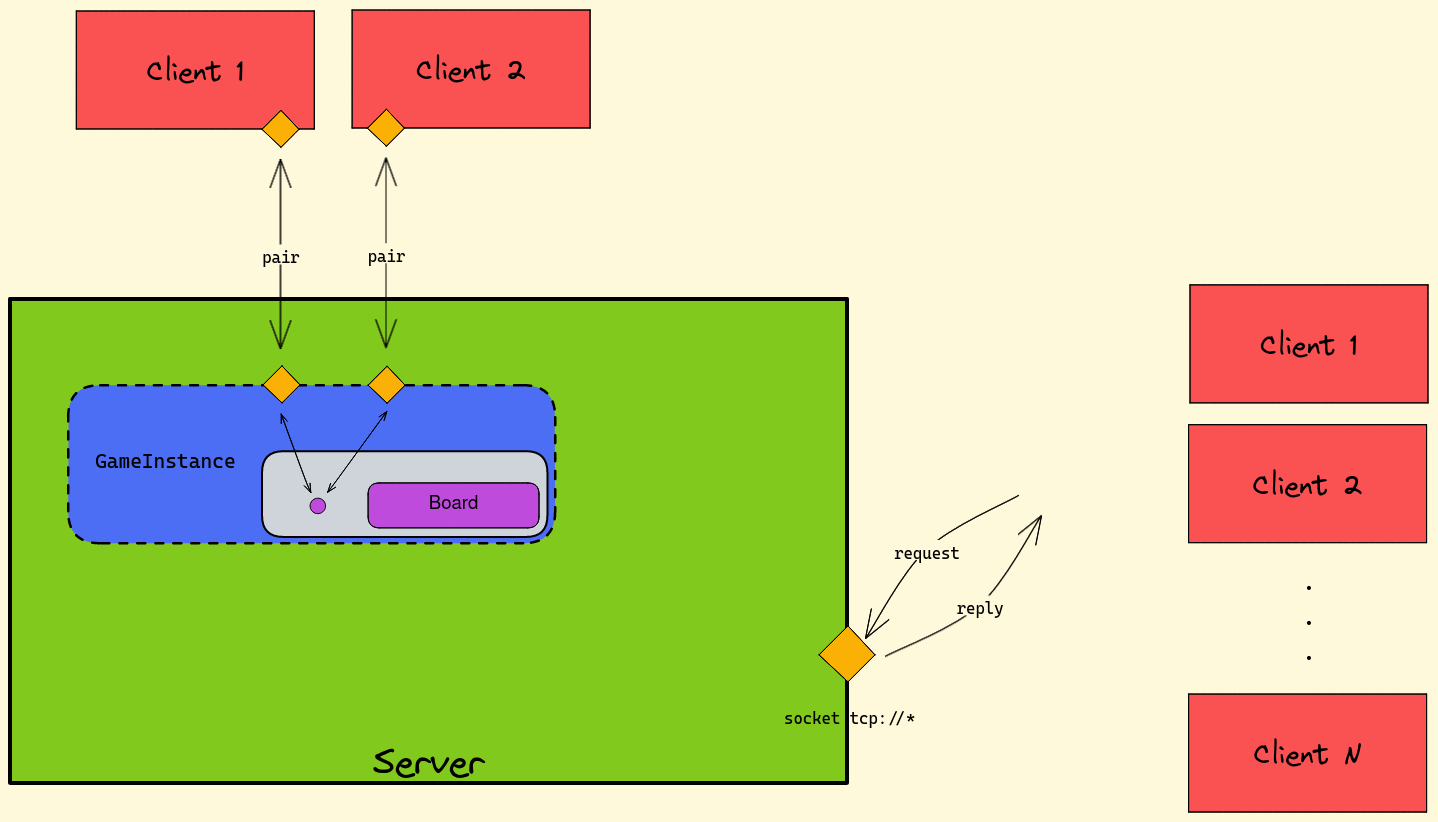 Client 1
Client 2
pair
pair
Client 1
GameInstance
Client 2
Board
request
reply
socket tcp://*
Client N
Server